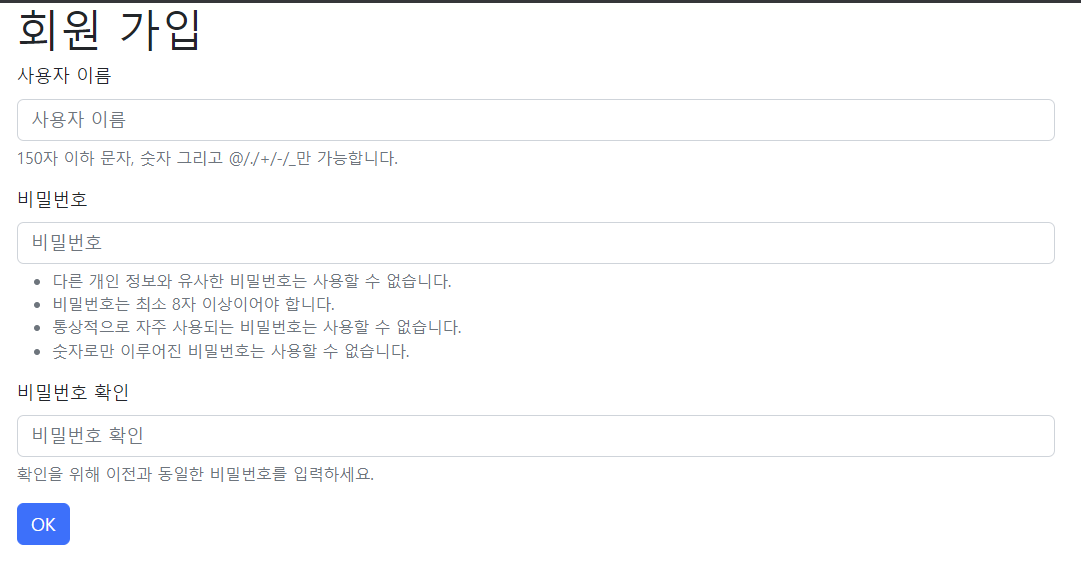 회원 가입
사용자 이름
사용자 이름
150자 이하 문자, 숫자 그리고 @/./+/-/_만 가능합니다.
비밀번호
비밀번호
다른 개인 정보와 유사한 비밀번호는 사용할 수 없습니다.
비밀번호는 최소 8자 이상이어야 합니다.
통상적으로 자주 사용되는 비밀번호는 사용할 수 없습니다.
숫자로만 이루어진 비밀번호는 사용할 수 없습니다.
비밀번호 확인
비밀번호 확인
확인을 위해 이전과 동일한 비밀번호를 입력하세요.
OK